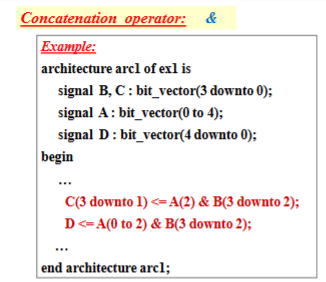 Concatenation operator: &
Example:
architecture arc1 of ex1 is
signal B, C : bit_vector(3 downto 0);
signal A : bit_vector(0 to 4);
signal D : bit_vector(4 downto 0);
begin
...
C(3 downto 1) <= A(2) & B(3 downto 2);
D <= A(0 to 2) & B(3 downto 2);
...
end architecture arc1;